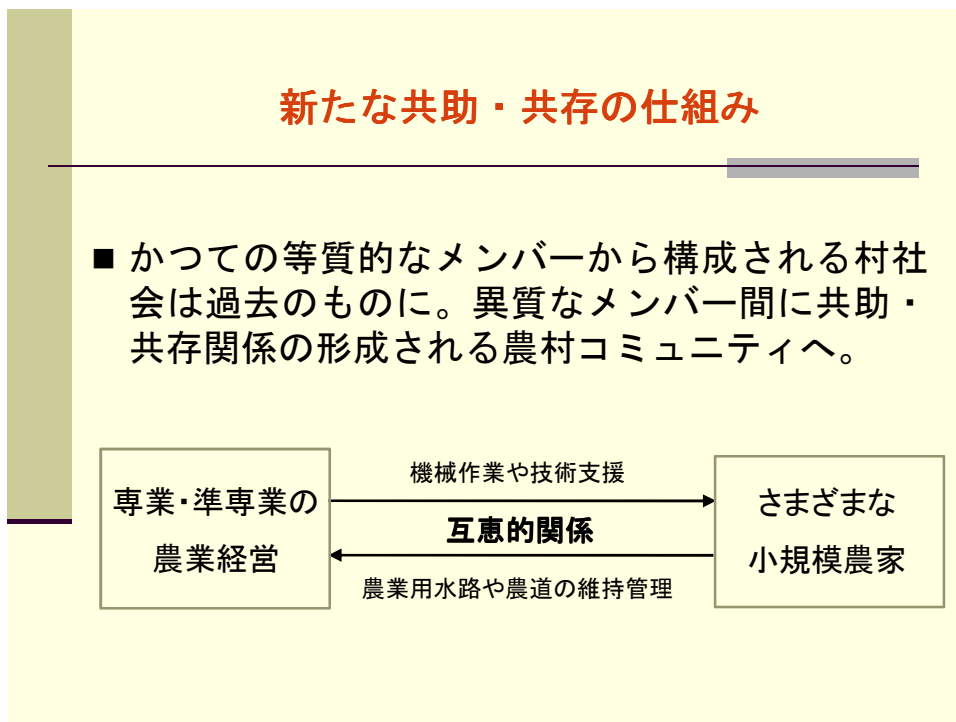 新たな共助・共存の仕組み
■ かつての等質的なメンバーから構成される村社
会は過去のものに。異質なメンバー間に共助・
共存関係の形成される農村コミュニティへ。
専業・準専業の
農業経営
機械作業や技術支援
互恵的関係
農業用水路や農道の維持管理
さまざまな
小規模農家